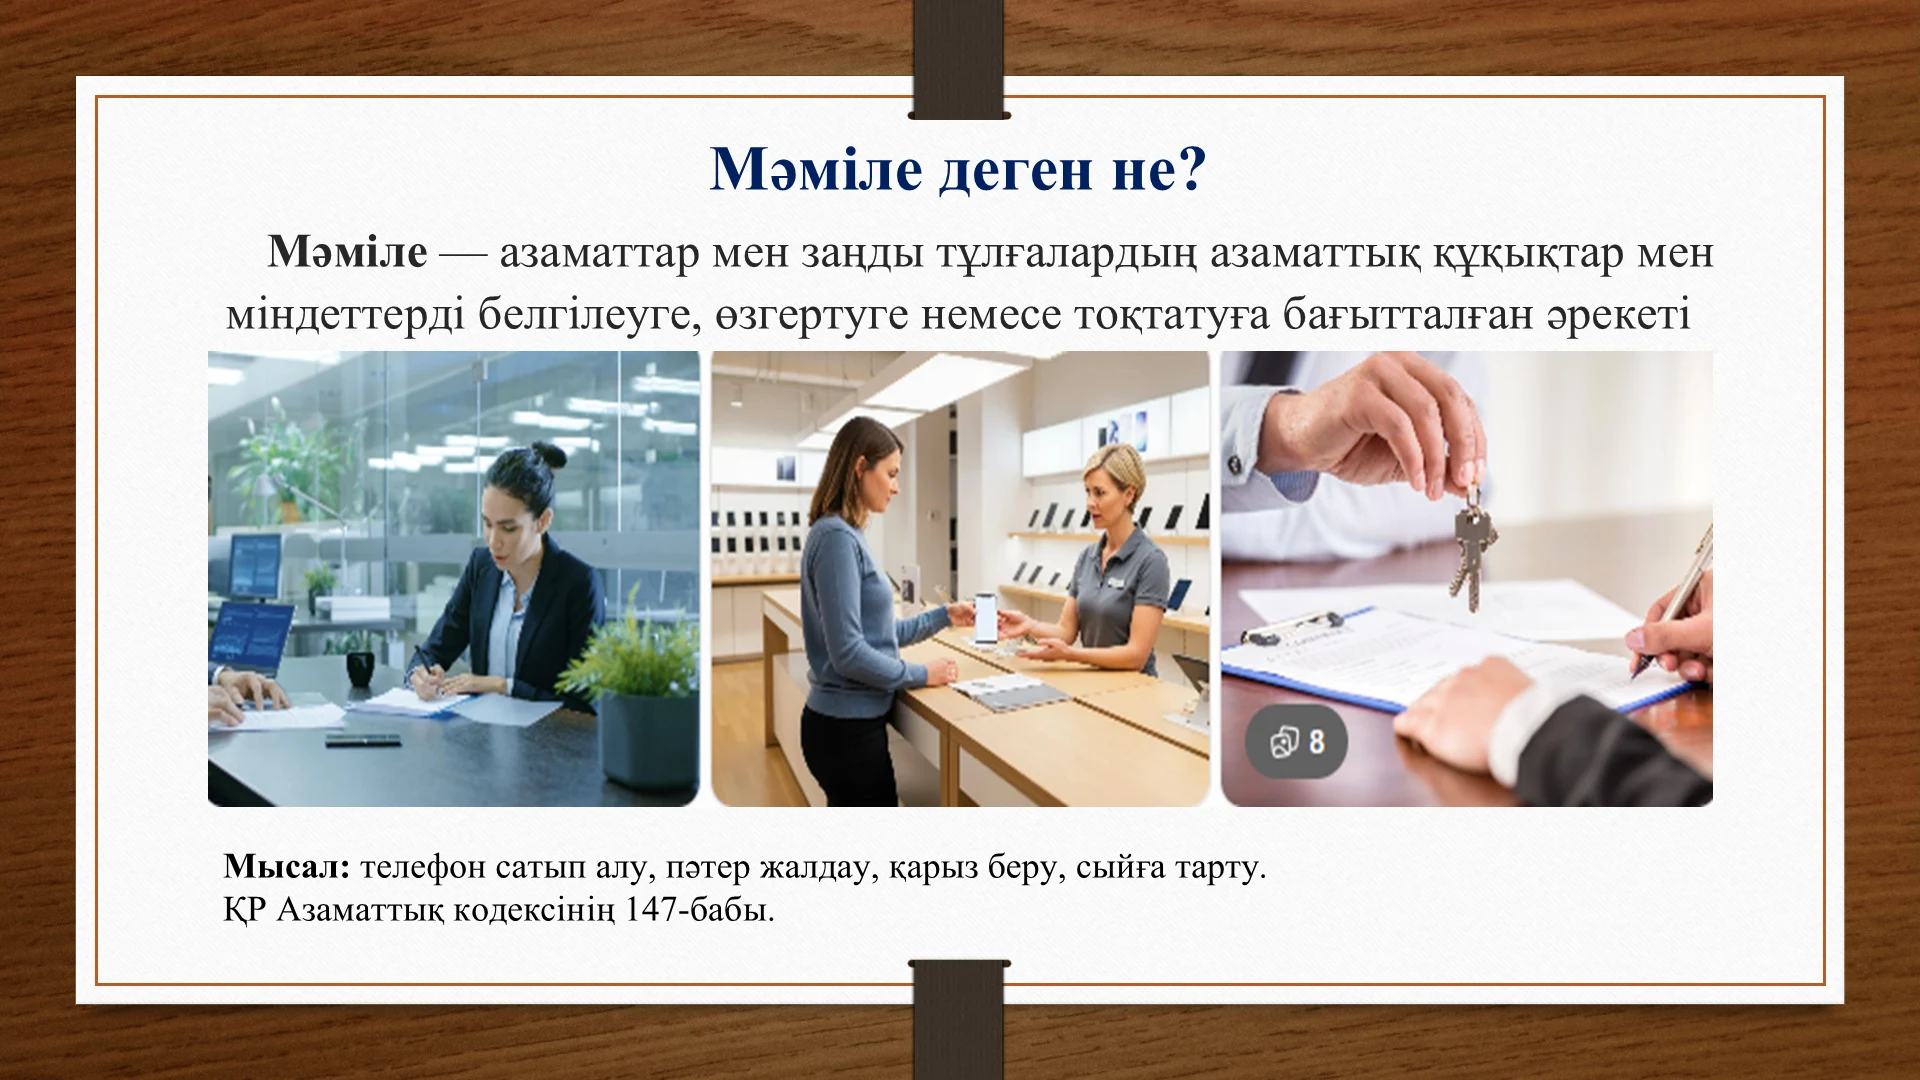 Мәміле деген не?
Мәміле — азаматтар мен заңды тұлғалардың азаматтық құқықтар мен
міндеттерді белгілеуге, өзгертуге немесе тоқтатуға бағытталған әрекеті
8
Мысал: телефон сатып алу, пәтер жалдау, қарыз беру, сыйға тарту.
ҚР Азаматтық кодексінің 147-бабы.